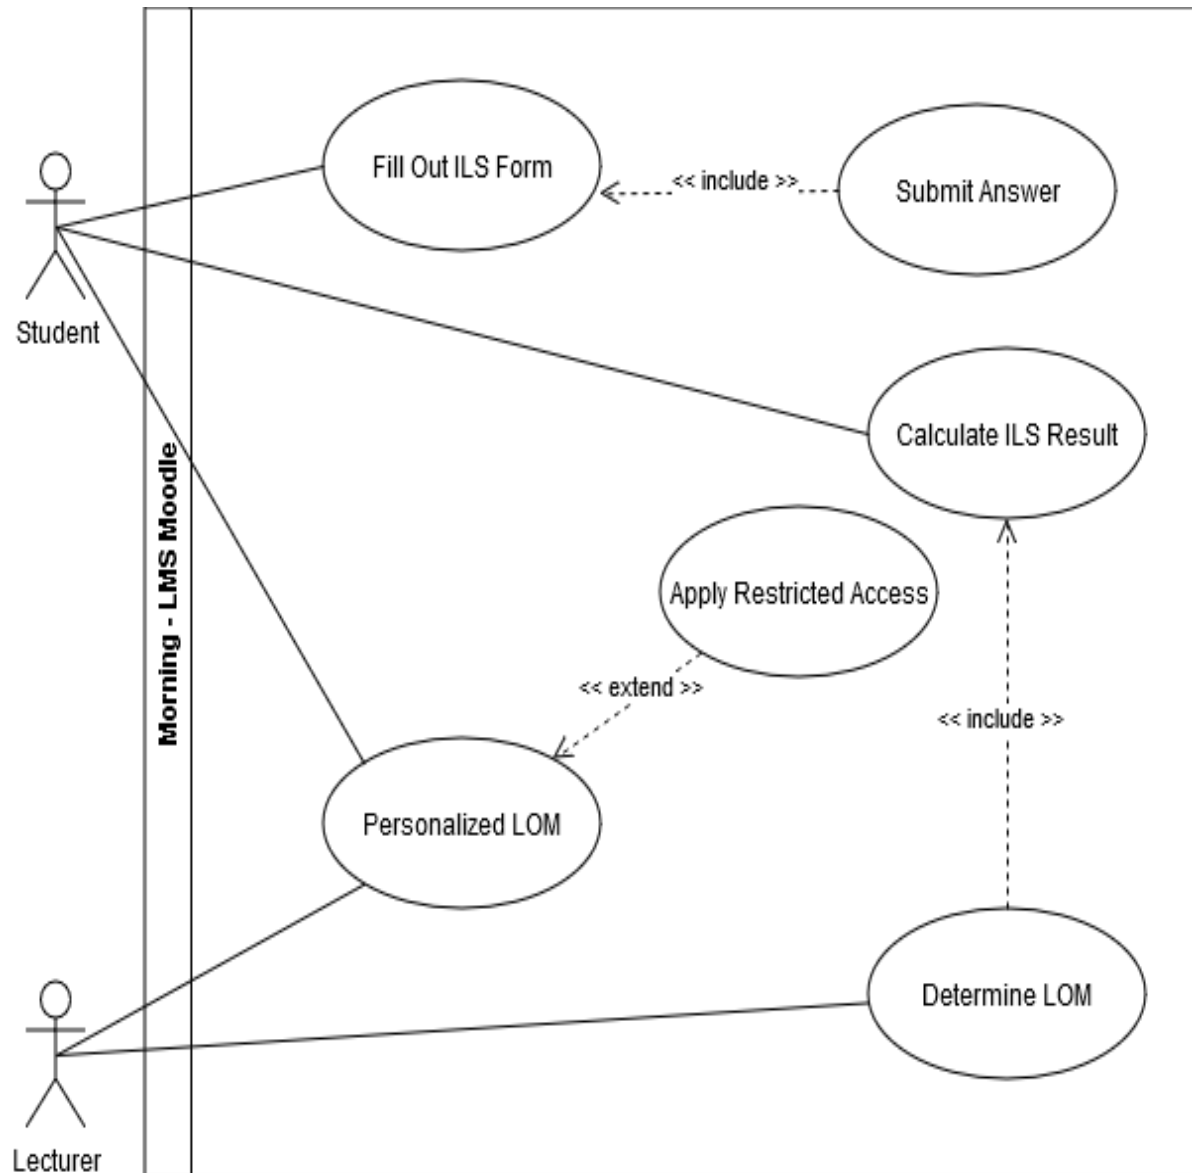 Fill Out ILS Form
<< include >>
Submit Answer
Student
Calculate ILS Result
Morning - LMS Moodle
Apply Restricted Access
<< extend >>
<< include >>
Personalized LOM
Determine LOM
Lecturer